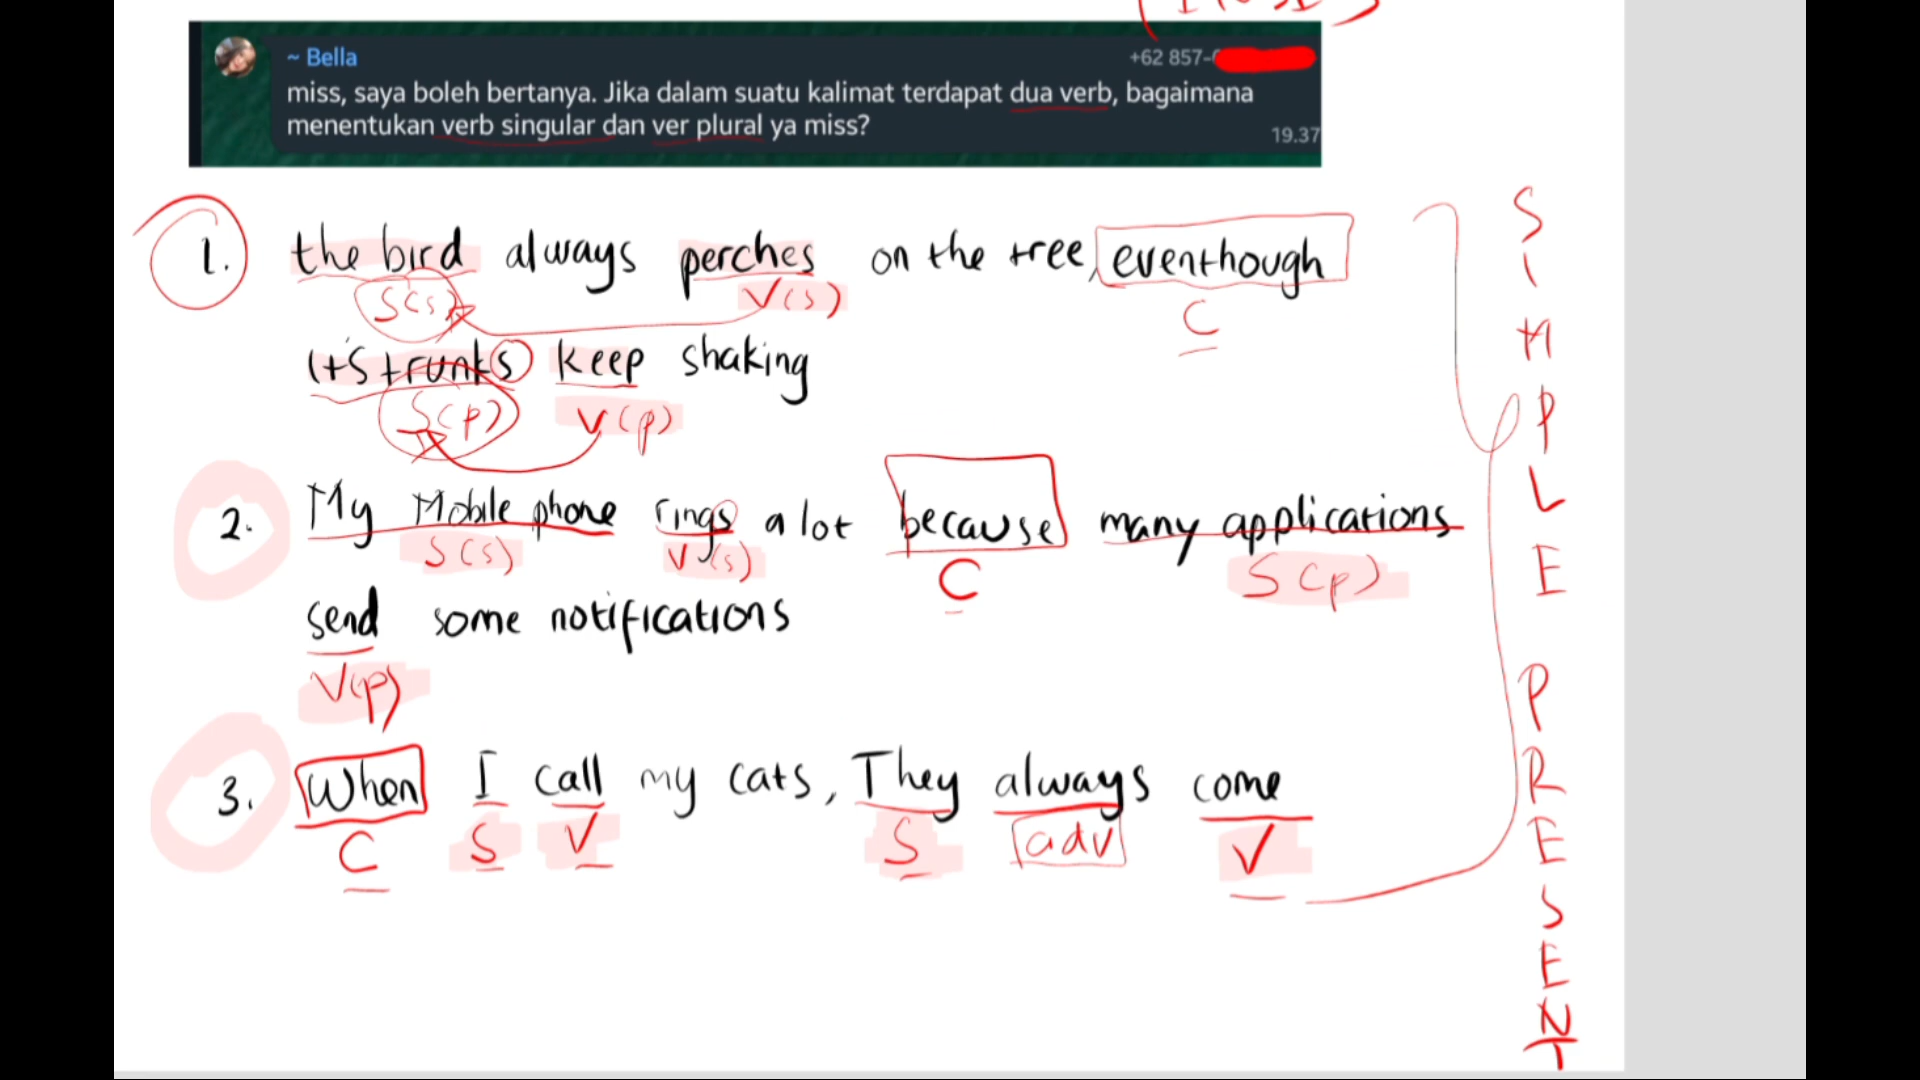 ~ Bella
+62 857-
miss, saya boleh bertanya. Jika dalam suatu kalimat terdapat dua verb, bagaimana
menentukan verb singular dan ver plural ya miss?
19.37
1. the bird always perches on the tree, eventhough
S(s) V(s) C
its trunks keep shaking
S(p) V(p)
2. My Mobile phone rings a lot because many applications
S(s) V(s) C S(p)
send some notifications
V(p)
3. When I call my cats, They always come
C S V S adv V
SIMPLE PRESENT